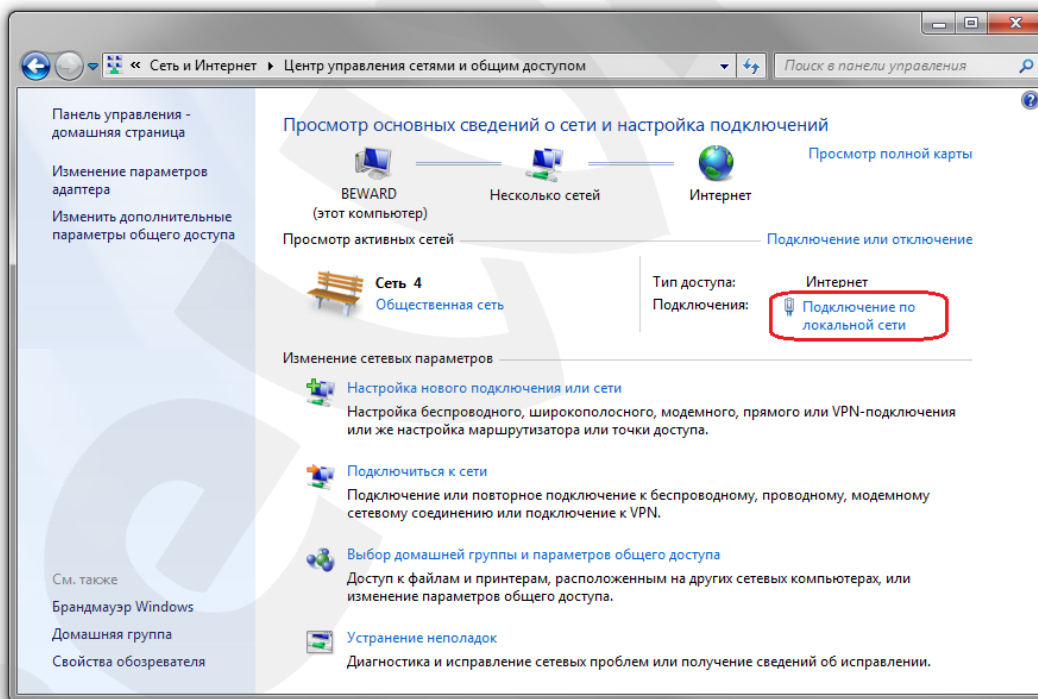 « Сеть и Интернет ▸ Центр управления сетями и общим доступом
Поиск в панели управления
Панель управления -
домашняя страница
Изменение параметров
адаптера
Изменить дополнительные
параметры общего доступа
Просмотр основных сведений о сети и настройка подключений
BEWARD
(этот компьютер)
Несколько сетей
Интернет
Просмотр полной карты
Просмотр активных сетей
Подключение или отключение
Сеть 4
Общественная сеть
Тип доступа: Интернет
Подключения: Подключение по
локальной сети
Изменение сетевых параметров
Настройка нового подключения или сети
Настройка беспроводного, широкополосного, модемного, прямого или VPN-подключения
или же настройка маршрутизатора или точки доступа.
Подключиться к сети
Подключение или повторное подключение к беспроводному, проводному, модемному
сетевому соединению или подключение к VPN.
Выбор домашней группы и параметров общего доступа
Доступ к файлам и принтерам, расположенным на других сетевых компьютерах, или
изменение параметров общего доступа.
Устранение неполадок
Диагностика и исправление сетевых проблем или получение сведений об исправлении.
См. также
Брандмауэр Windows
Домашняя группа
Свойства обозревателя